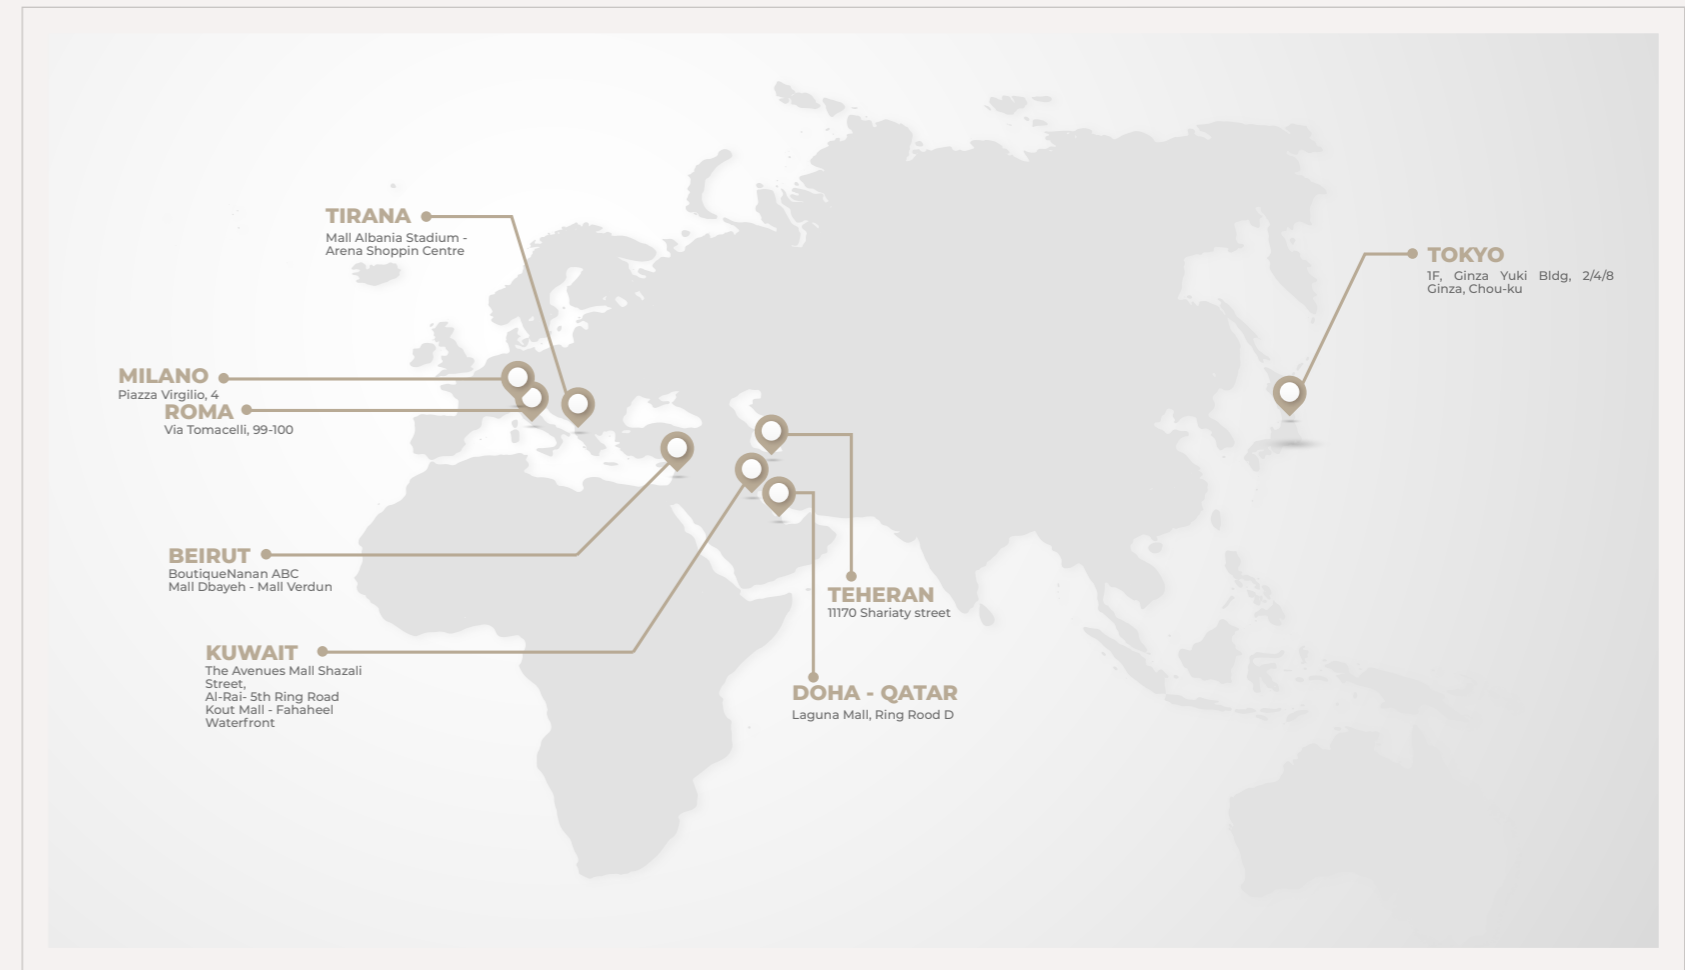 TIRANA
Mall Albania Stadium -
Arena Shoppin Centre
TOKYO
1F, Ginza Yuki Bldg, 2/4/8
Ginza, Chou-ku
MILANO
Piazza Virgilio, 4
ROMA
Via Tomacelli, 99-100
BEIRUT
BoutiqueNanan ABC
Mall Dbayeh - Mall Verdun
TEHERAN
11170 Shariaty street
KUWAIT
The Avenues Mall Shazali
Street,
Al-Rai- 5th Ring Road
Kout Mall - Fahaheel
Waterfront
DOHA - QATAR
Laguna Mall, Ring Rood D